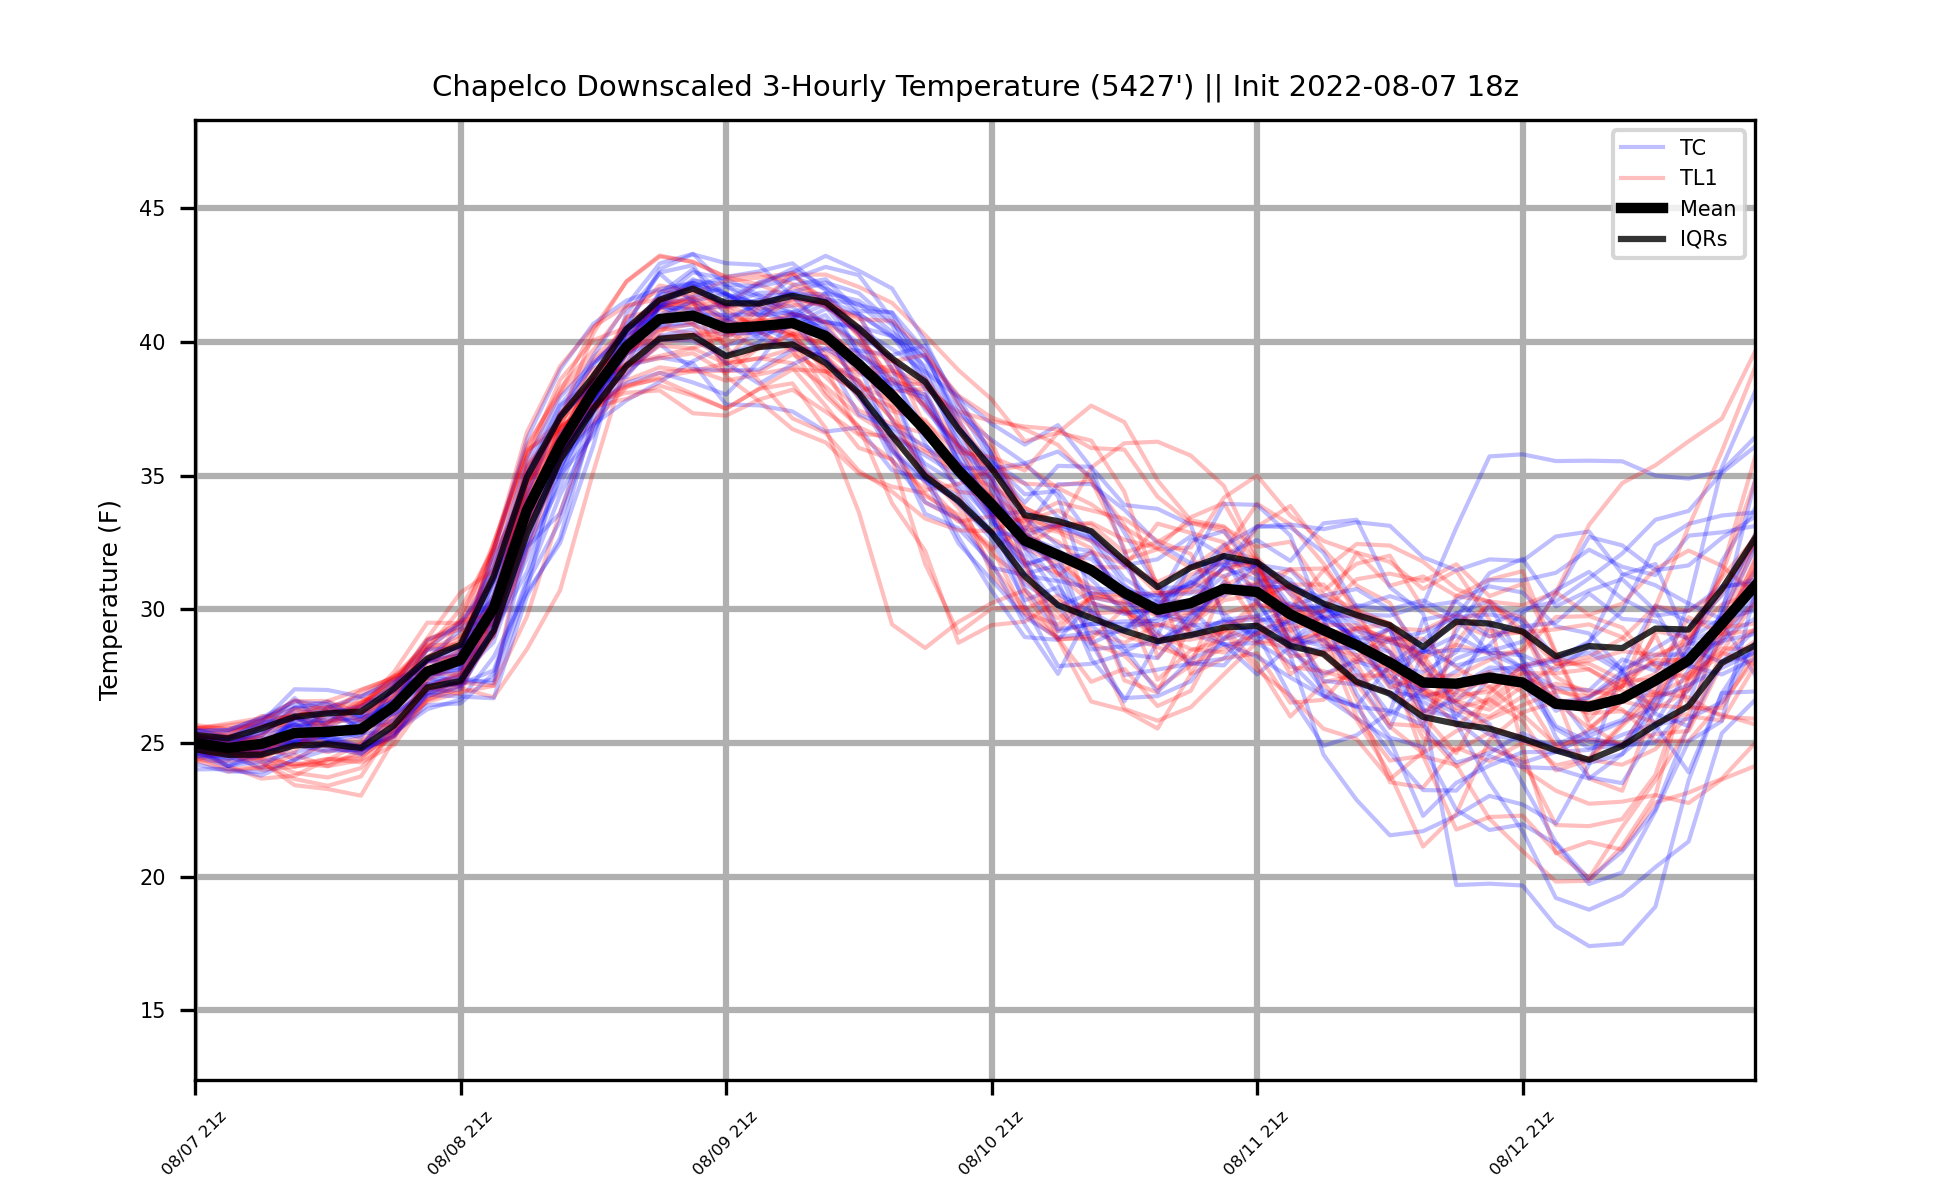 Chapelco Downscaled 3-Hourly Temperature (5427') || Init 2022-08-07 18z
TC
TL1
Mean
IQRs
Temperature (F)
45
40
35
30
25
20
15
08/07 21z
08/08 21z
08/09 21z
08/10 21z
08/11 21z
08/12 21z